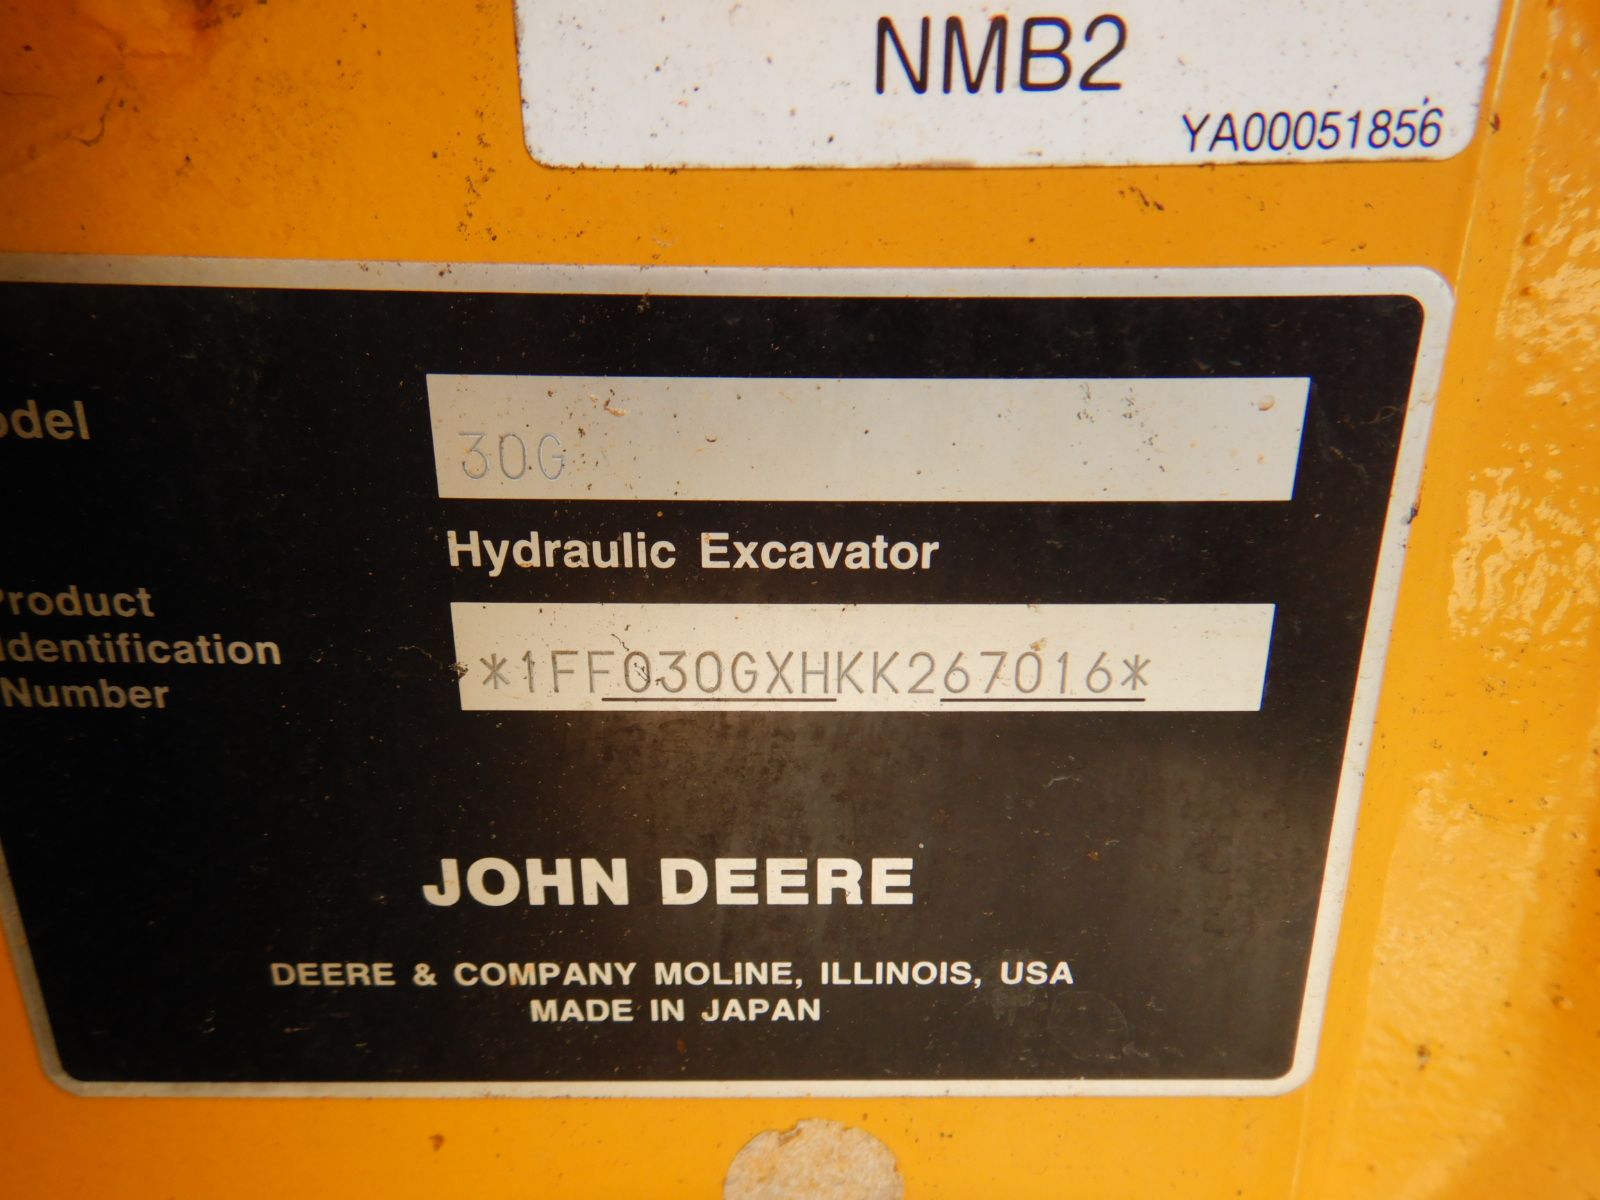 NMB2
YA00051856
odel
30G
Hydraulic Excavator
Product
Identification
Number
*1FF030GXHKK267016*
JOHN DEERE
DEERE & COMPANY MOLINE, ILLINOIS, USA
MADE IN JAPAN